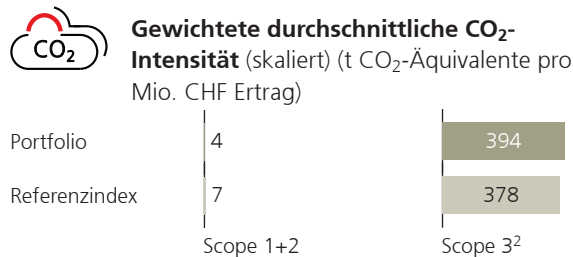 CO₂
Gewichtete durchschnittliche CO₂-
Intensität (skaliert) (t CO₂-Äquivalente pro
Mio. CHF Ertrag)
Portfolio 4 394
Referenzindex 7 378
Scope 1+2 Scope 3²